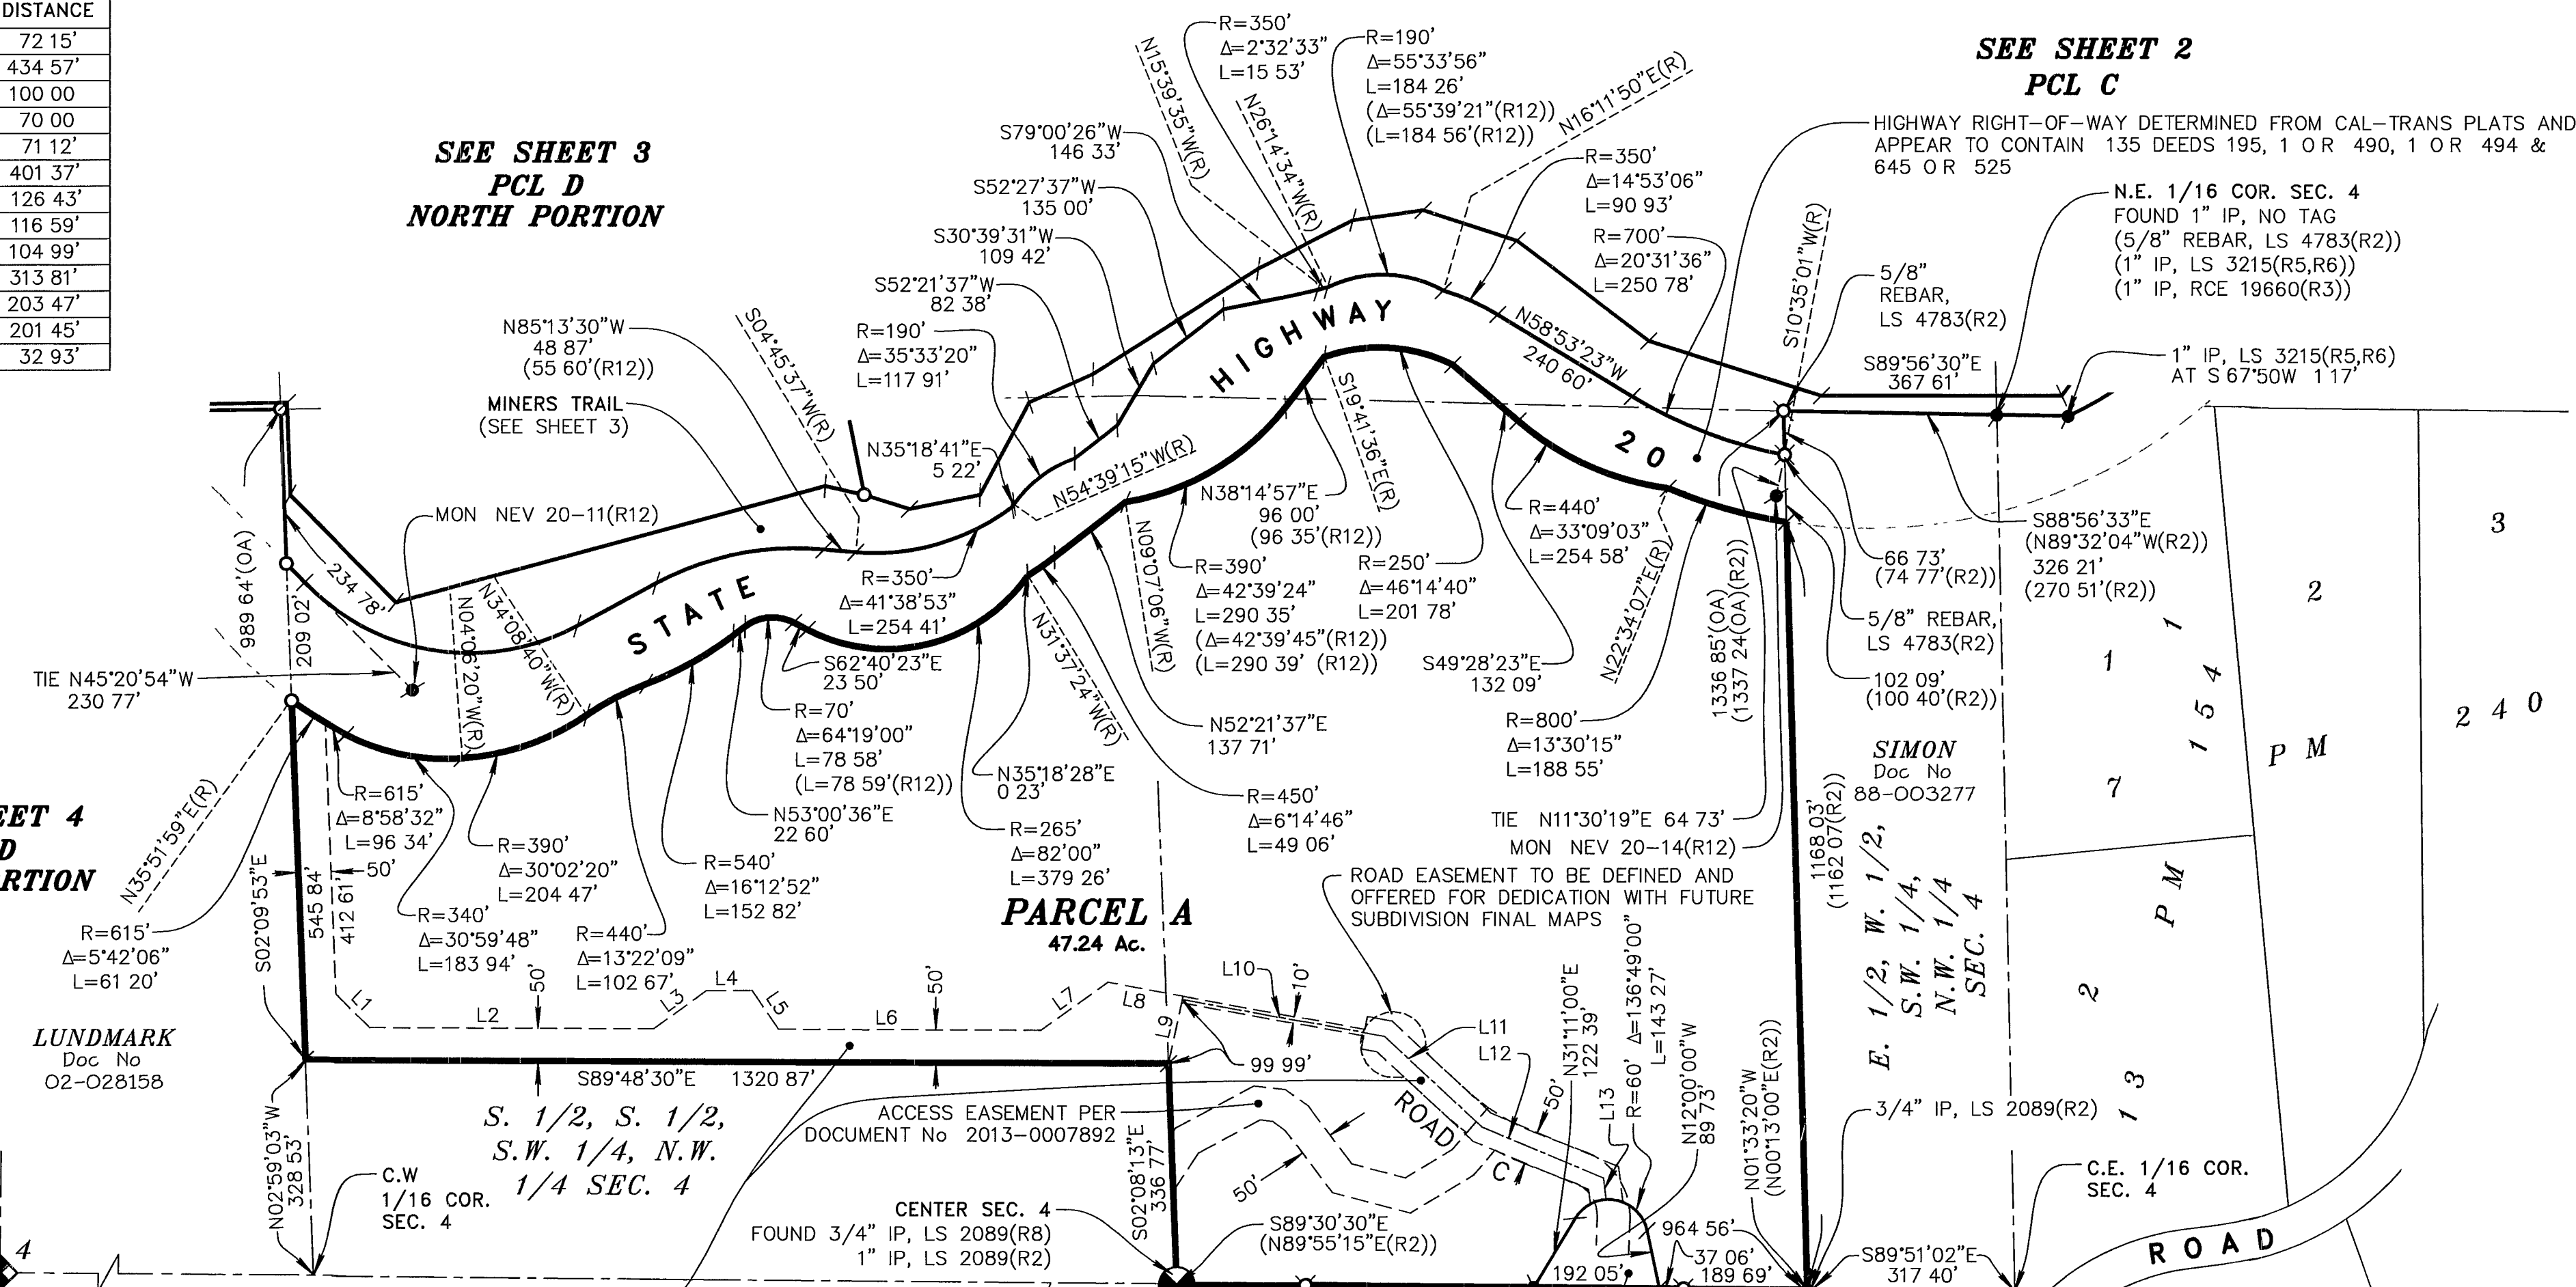 DISTANCE
72 15'
434 57'
100 00
70 00
71 12'
401 37'
126 43'
116 59'
104 99'
313 81'
203 47'
201 45'
32 93'
SEE SHEET 3
PCL D
NORTH PORTION
SEE SHEET 2
PCL C
HIGHWAY RIGHT-OF-WAY DETERMINED FROM CAL-TRANS PLATS AND
APPEAR TO CONTAIN 135 DEEDS 195, 1 O R 490, 1 O R 494 &
645 O R 525
N.E. 1/16 COR. SEC. 4
FOUND 1" IP, NO TAG
(5/8" REBAR, LS 4783(R2))
(1" IP, LS 3215(R5,R6))
(1" IP, RCE 19660(R3))
1" IP, LS 3215(R5,R6)
AT S 67°50W 1 17'
R=350'
Δ=2°32'33"
L=15 53'
R=190'
Δ=55°33'56"
L=184 26'
(Δ=55°39'21"(R12))
(L=184 56'(R12))
N15°39'35"W(R)
N26°14'34"W(R)
N16°11'50"E(R)
S79°00'26"W
146 33'
S52°27'37"W
135 00'
S30°39'31"W
109 42'
S52°21'37"W
82 38'
R=190'
Δ=35°33'20"
L=117 91'
N85°13'30"W
48 87'
(55 60'(R12))
S04°45'37"W(R)
MINERS TRAIL
(SEE SHEET 3)
N35°18'41"E
5 22'
N54°39'15"W(R)
R=350'
Δ=14°53'06"
L=90 93'
R=700'
Δ=20°31'36"
L=250 78'
N58°53'23"W
240 60'
S10°35'01"W(R)
5/8"
REBAR,
LS 4783(R2)
S89°56'30"E
367 61'
STATE HIGHWAY 20
MON NEV 20-11(R12)
989 64'(OA)
234 78'
209 02'
TIE N45°20'54"W
230 77'
N04°06'20"W(R)
N34°08'40"W(R)
R=350'
Δ=41°38'53"
L=254 41'
S62°40'23"E
23 50'
R=70'
Δ=64°19'00"
L=78 58'
(L=78 59'(R12))
N31°37'24"W(R)
N09°07'06"W(R)
N38°14'57"E
96 00'
(96 35'(R12))
R=390'
Δ=42°39'24"
L=290 35'
(Δ=42°39'45"(R12))
(L=290 39' (R12))
S19°41'36"E(R)
R=250'
Δ=46°14'40"
L=201 78'
R=440'
Δ=33°09'03"
L=254 58'
S49°28'23"E
132 09'
N22°34'07"E(R)
R=800'
Δ=13°30'15"
L=188 55'
1336 85'(OA)
(1337 24(OA)(R2))
66 73'
(74 77'(R2))
5/8" REBAR,
LS 4783(R2)
102 09'
(100 40'(R2))
S88°56'33"E
(N89°32'04"W(R2))
326 21'
(270 51'(R2))
N52°21'37"E
137 71'
N35°18'28"E
0 23'
R=450'
Δ=6°14'46"
L=49 06'
R=265'
Δ=82°00"
L=379 26'
N53°00'36"E
22 60'
R=540'
Δ=16°12'52"
L=152 82'
R=440'
Δ=13°22'09"
L=102 67'
R=390'
Δ=30°02'20"
L=204 47'
R=340'
Δ=30°59'48"
L=183 94'
R=615'
Δ=8°58'32"
L=96 34'
50'
N35°51'59"E(R)
R=615'
Δ=5°42'06"
L=61 20'
EET 4
D
RTION
S02°09'53"E
545 84'
412 61'
TIE N11°30'19"E 64 73'
MON NEV 20-14(R12)
SIMON
Doc No
88-003277
1168 03'
(1162 07(R2))
E. 1/2, W. 1/2,
S.W. 1/4,
N.W. 1/4
SEC. 4
1
1
7
PM
154
2
3
240
2
PM
13
PARCEL A
47.24 Ac.
ROAD EASEMENT TO BE DEFINED AND
OFFERED FOR DEDICATION WITH FUTURE
SUBDIVISION FINAL MAPS
LUNDMARK
Doc No
02-028158
L1
L2
50'
L3
L4
L5
L6
50'
L7
L8
L9
L10
10'
L11
L12
50'
L13
N31°11'00"E
122 39'
R=60' Δ=136°49'00"
L=143 27'
N12°00'00"W
89 73'
99 99'
S89°48'30"E 1320 87'
S. 1/2, S. 1/2,
S.W. 1/4, N.W.
1/4 SEC. 4
ACCESS EASEMENT PER
DOCUMENT No 2013-0007892
ROAD C
50'
N02°59'03"W
328 53'
C.W
1/16 COR.
SEC. 4
S02°08'13"E
336 77'
CENTER SEC. 4
FOUND 3/4" IP, LS 2089(R8)
1" IP, LS 2089(R2)
S89°30'30"E
(N89°55'15"E(R2))
964 56'
37 06'
192 05'
189 69'
N01°33'20"W
(N00°13'00"E(R2))
3/4" IP, LS 2089(R2)
C.E. 1/16 COR.
SEC. 4
S89°51'02"E
317 40'
ROAD
4